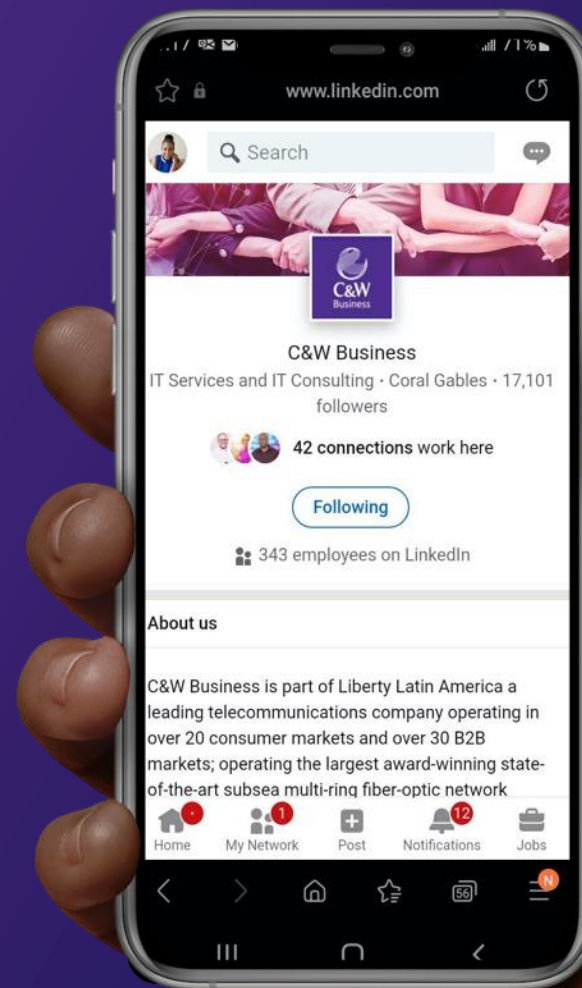 www.linkedin.com
Search
C&W
Business
C&W Business
IT Services and IT Consulting · Coral Gables · 17,101
followers
42 connections work here
Following
343 employees on LinkedIn
About us
C&W Business is part of Liberty Latin America a
leading telecommunications company operating in
over 20 consumer markets and over 30 B2B
markets; operating the largest award-winning state-
of-the-art subsea multi-ring fiber-optic network
1
12
Home
My Network
Post
Notifications
Jobs
56
N